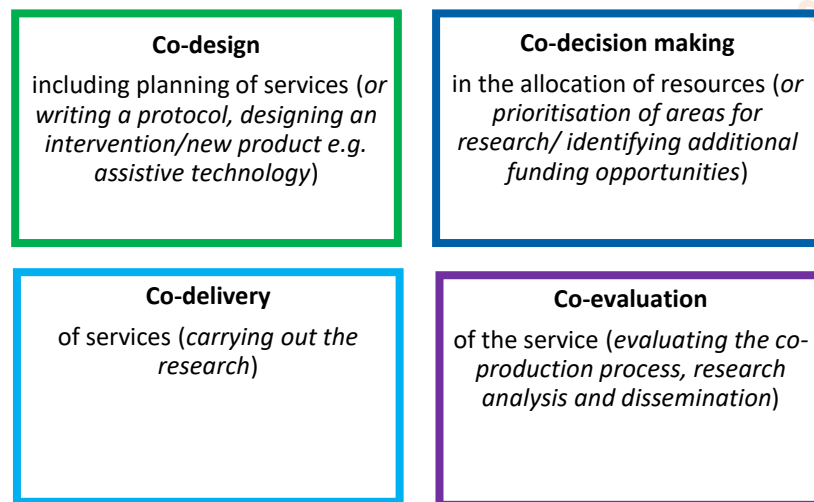 Co-design
including planning of services (or
writing a protocol, designing an
intervention/new product e.g.
assistive technology)
Co-decision making
in the allocation of resources (or
prioritisation of areas for
research/ identifying additional
funding opportunities)
Co-delivery
of services (carrying out the
research)
Co-evaluation
of the service (evaluating the co-
production process, research
analysis and dissemination)